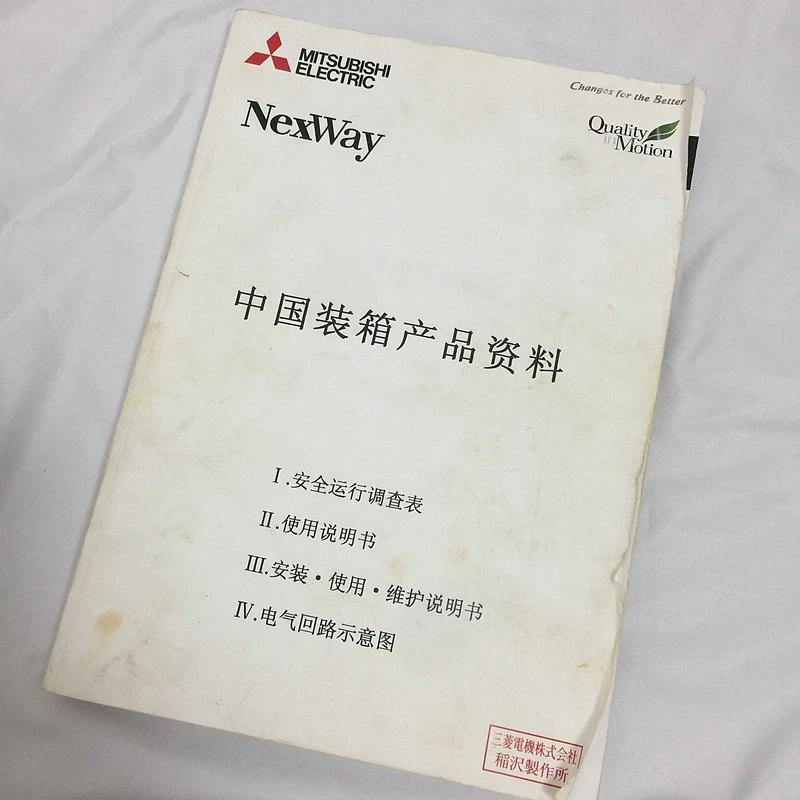 MITSUBISHI
ELECTRIC
Changes for the Better
NexWay
Quality
in Motion
中国装箱产品资料
Ⅰ.安全运行调查表
Ⅱ.使用说明书
Ⅲ.安装·使用·维护说明书
Ⅳ.电气回路示意图
三菱電機株式会社
稲沢製作所